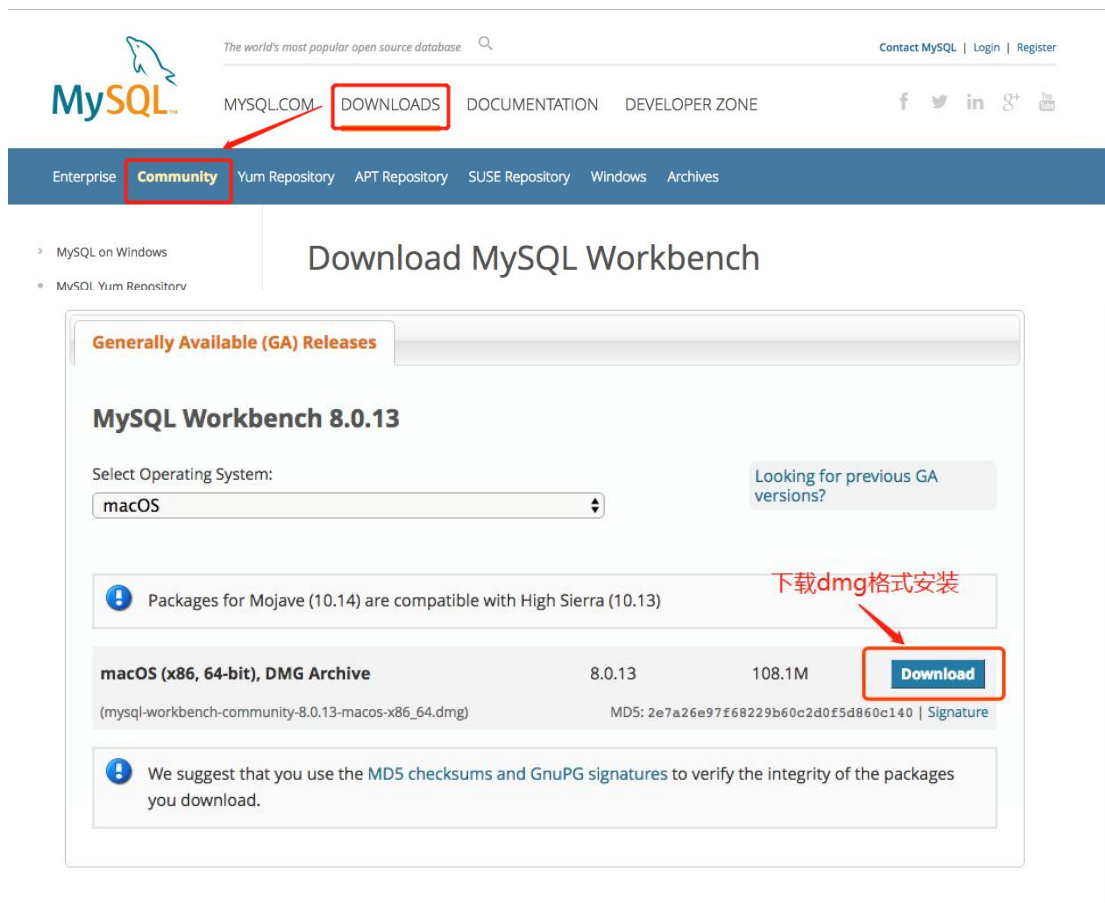 The world's most popular open source database
Contact MySQL | Login | Register
MySQL™
MYSQL.COM DOWNLOADS DOCUMENTATION DEVELOPER ZONE
f in g+ You Tube
Enterprise Community Yum Repository APT Repository SUSE Repository Windows Archives
MySQL on Windows
Download MySQL Workbench
MySQL Yum Repository
Generally Available (GA) Releases
MySQL Workbench 8.0.13
Select Operating System:
macOS
Looking for previous GA
versions?
下载dmg格式安装
Packages for Mojave (10.14) are compatible with High Sierra (10.13)
macOS (x86, 64-bit), DMG Archive 8.0.13 108.1M Download
(mysql-workbench-community-8.0.13-macos-x86_64.dmg) MD5: 2e7a26e97f68229b60c2d0f5d860c140 | Signature
We suggest that you use the MD5 checksums and GnuPG signatures to verify the integrity of the packages
you download.